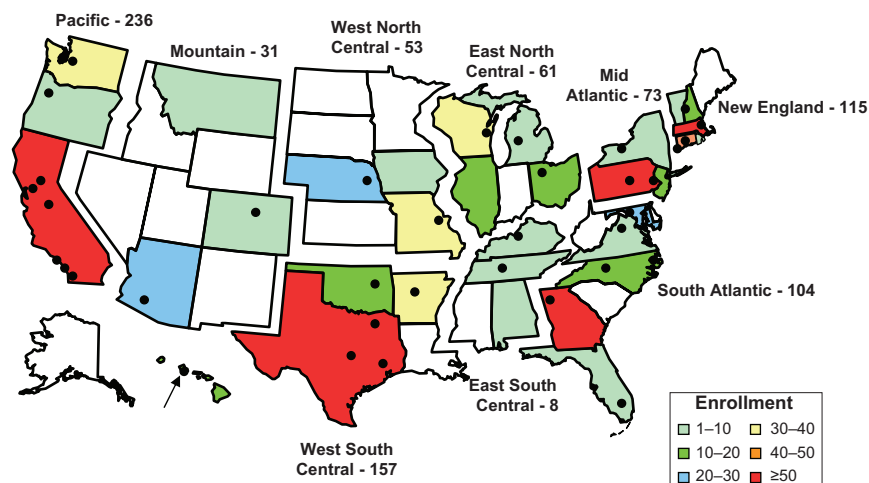 Pacific - 236
Mountain - 31
West North
Central - 53
East North
Central - 61
Mid
Atlantic - 73
New England - 115
South Atlantic - 104
East South
Central - 8
West South
Central - 157
Enrollment
1–10
30–40
10–20
40–50
20–30
≥50